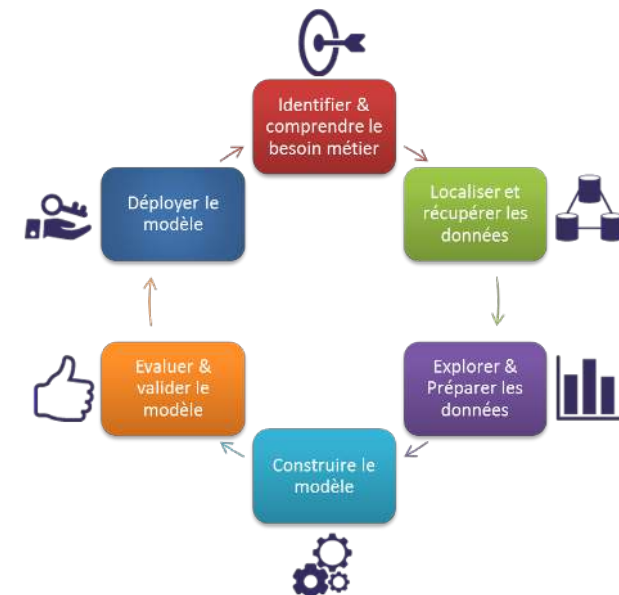 Identifier &
comprendre le
besoin métier
Localiser et
récupérer les
données
Explorer &
Préparer les
données
Construire le
modèle
Evaluer &
valider le
modèle
Déployer le
modèle